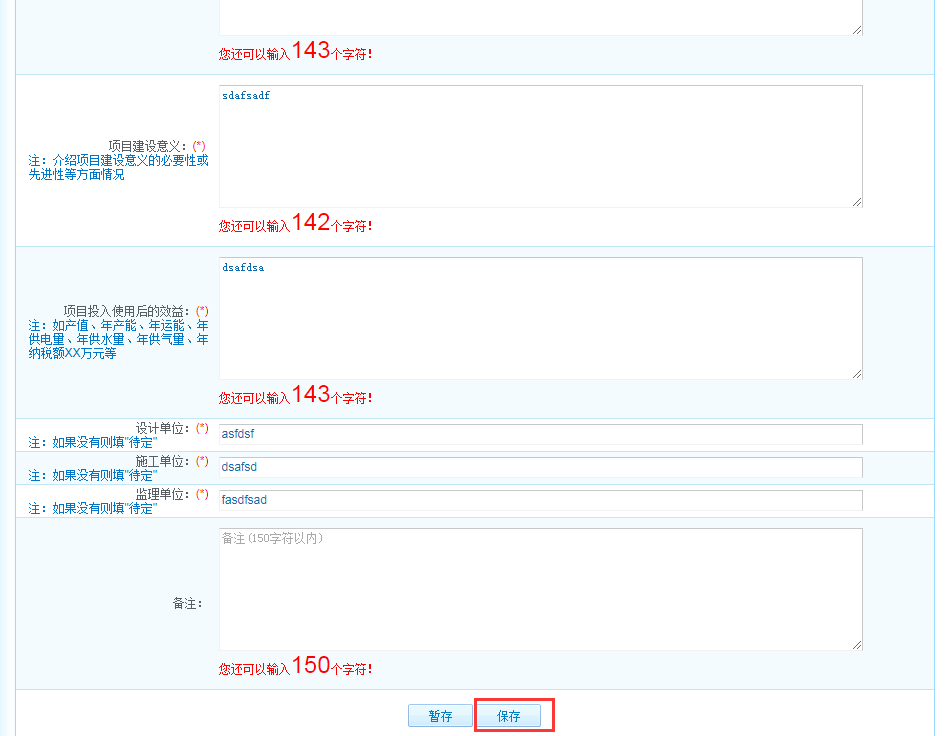 您还可以输入143个字符!
sdafsadf
项目建设意义：(*)
注：介绍项目建设意义的必要性或
先进性等方面情况
您还可以输入142个字符!
dsafdsa
项目投入使用后的效益：(*)
注：如产值、年产能、年运能、年
供电量、年供水量、年供气量、年
纳税额XX万元等
您还可以输入143个字符!
设计单位：(*)
注：如果没有则填"待定"
asfdsf
施工单位：(*)
注：如果没有则填"待定"
dsafsd
监理单位：(*)
注：如果没有则填"待定"
fasdfsad
备注(150字符以内)
备注：
您还可以输入150个字符!
暂存 保存